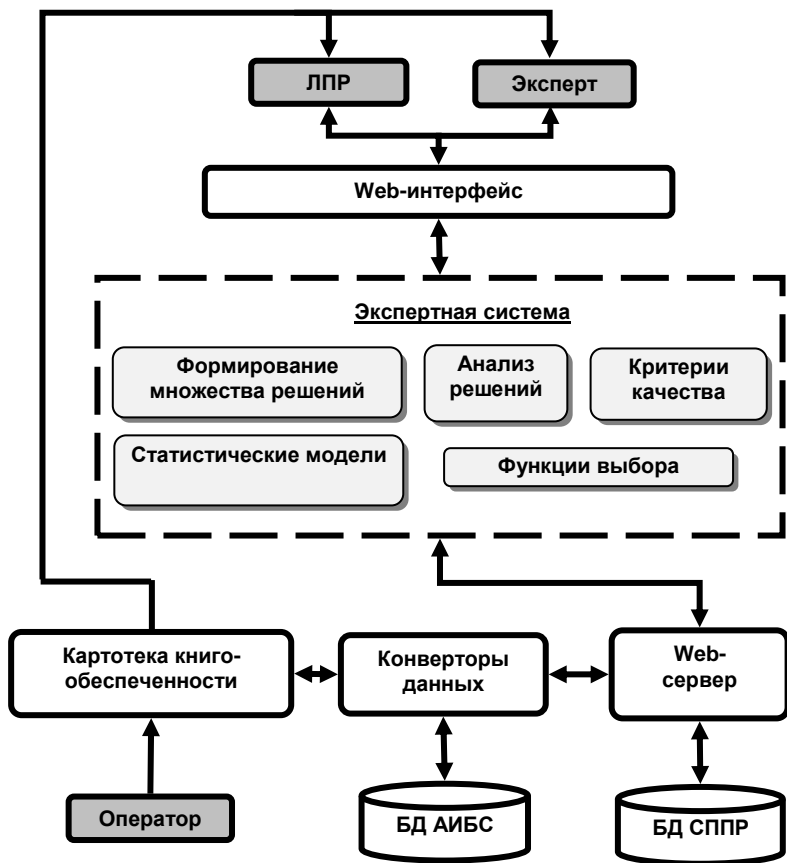 ЛПР
Эксперт
Web-интерфейс
Экспертная система
Формирование
множества решений
Анализ
решений
Критерии
качества
Статистические модели
Функции выбора
Картотека книго-
обеспеченности
Конверторы
данных
Web-
сервер
Оператор
БД АИБС
БД СППР